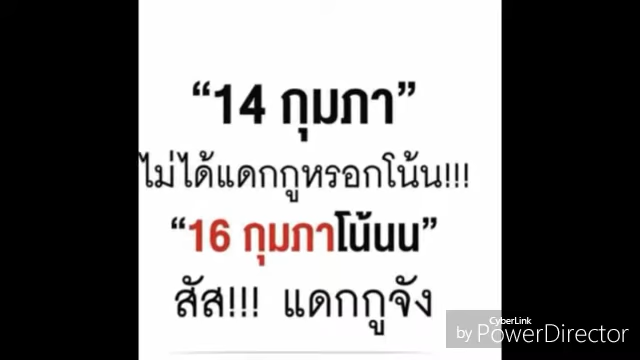 “14 กุมภา”
ไม่ได้แดกกูหรอกโน้น!!!
“16 กุมภาโน้นน”
สัส!!! แดกกูจัง
CyberLink
by PowerDirector